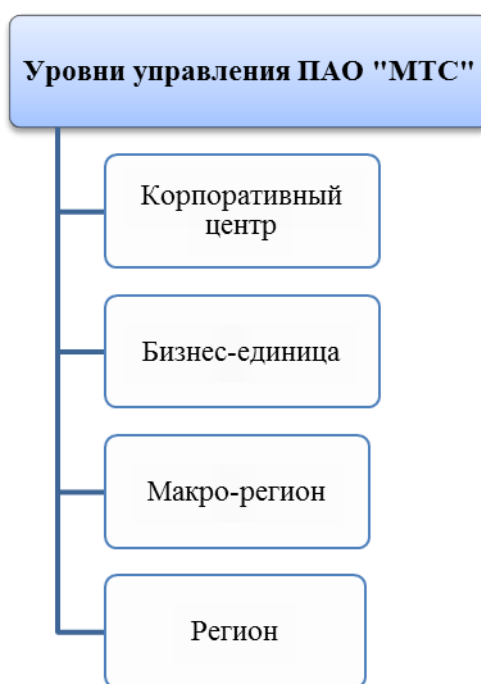 Уровни управления ПАО "МТС"
Корпоративный
центр
Бизнес-единица
Макро-регион
Регион